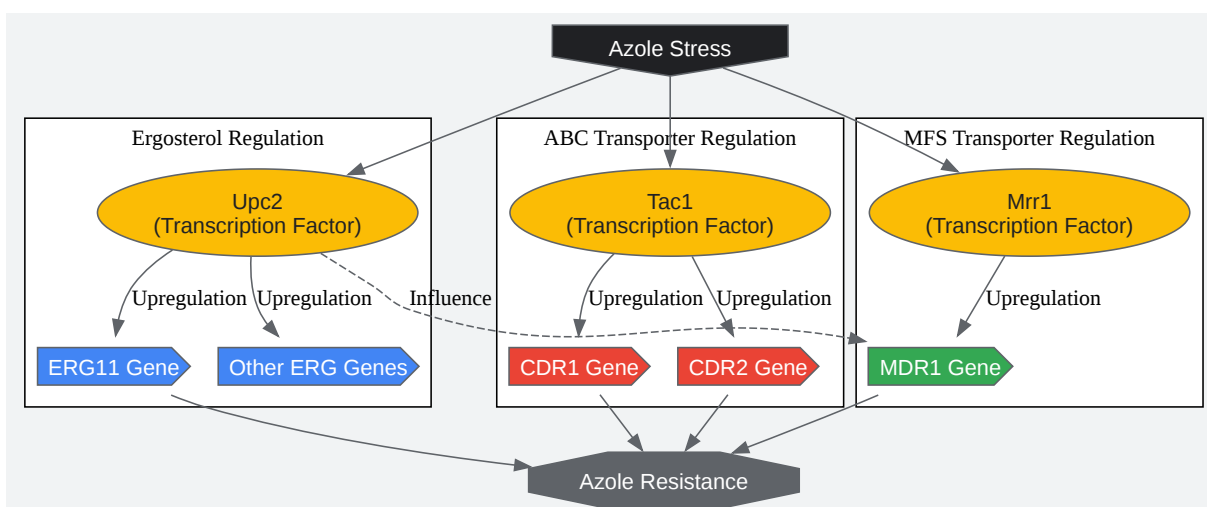 Azole Stress
Ergosterol Regulation
ABC Transporter Regulation
MFS Transporter Regulation
Upc2
(Transcription Factor)
Tac1
(Transcription Factor)
Mrr1
(Transcription Factor)
Upregulation
Upregulation
Influence
Upregulation
Upregulation
Upregulation
ERG11 Gene
Other ERG Genes
CDR1 Gene
CDR2 Gene
MDR1 Gene
Azole Resistance